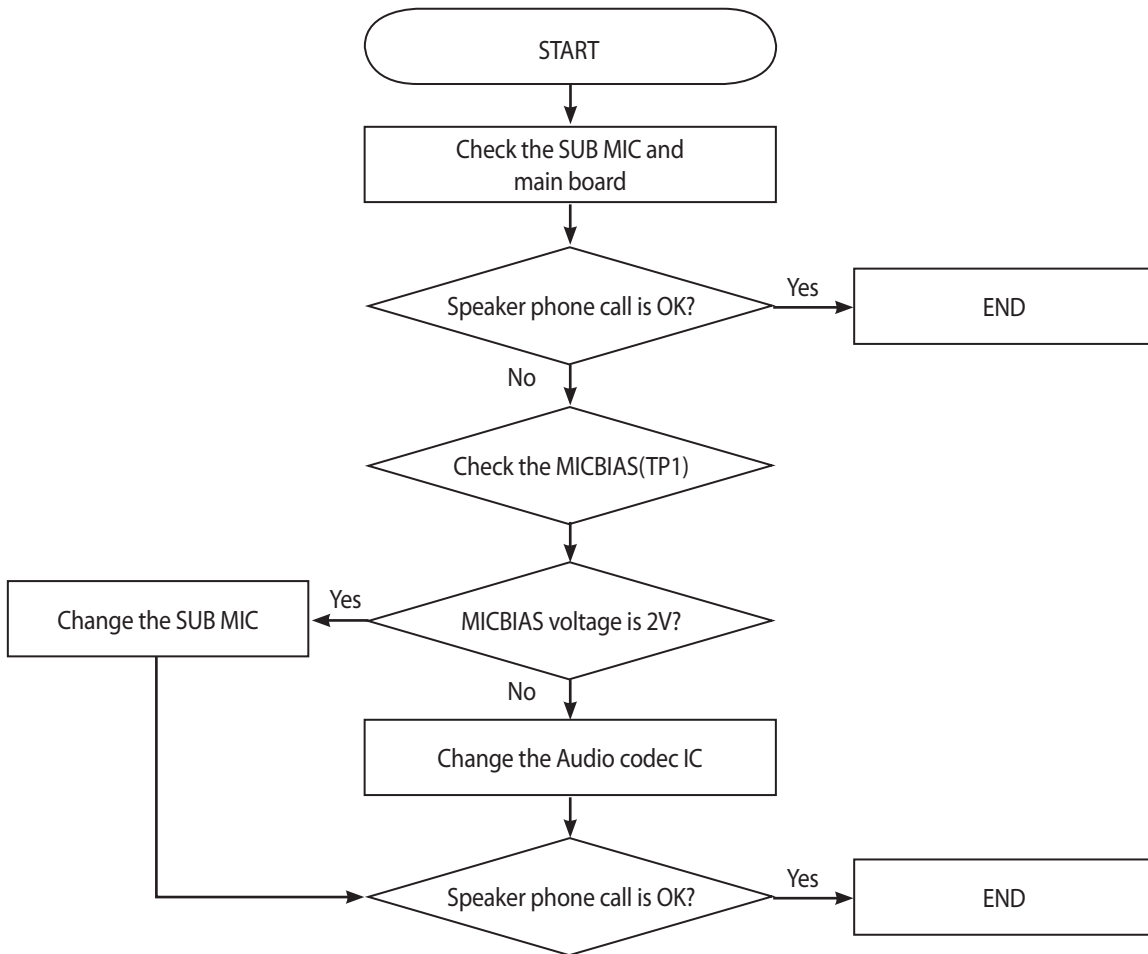 START
Check the SUB MIC and
main board
Speaker phone call is OK?
Yes
END
No
Check the MICBIAS(TP1)
Change the SUB MIC
Yes
MICBIAS voltage is 2V?
No
Change the Audio codec IC
Speaker phone call is OK?
Yes
END